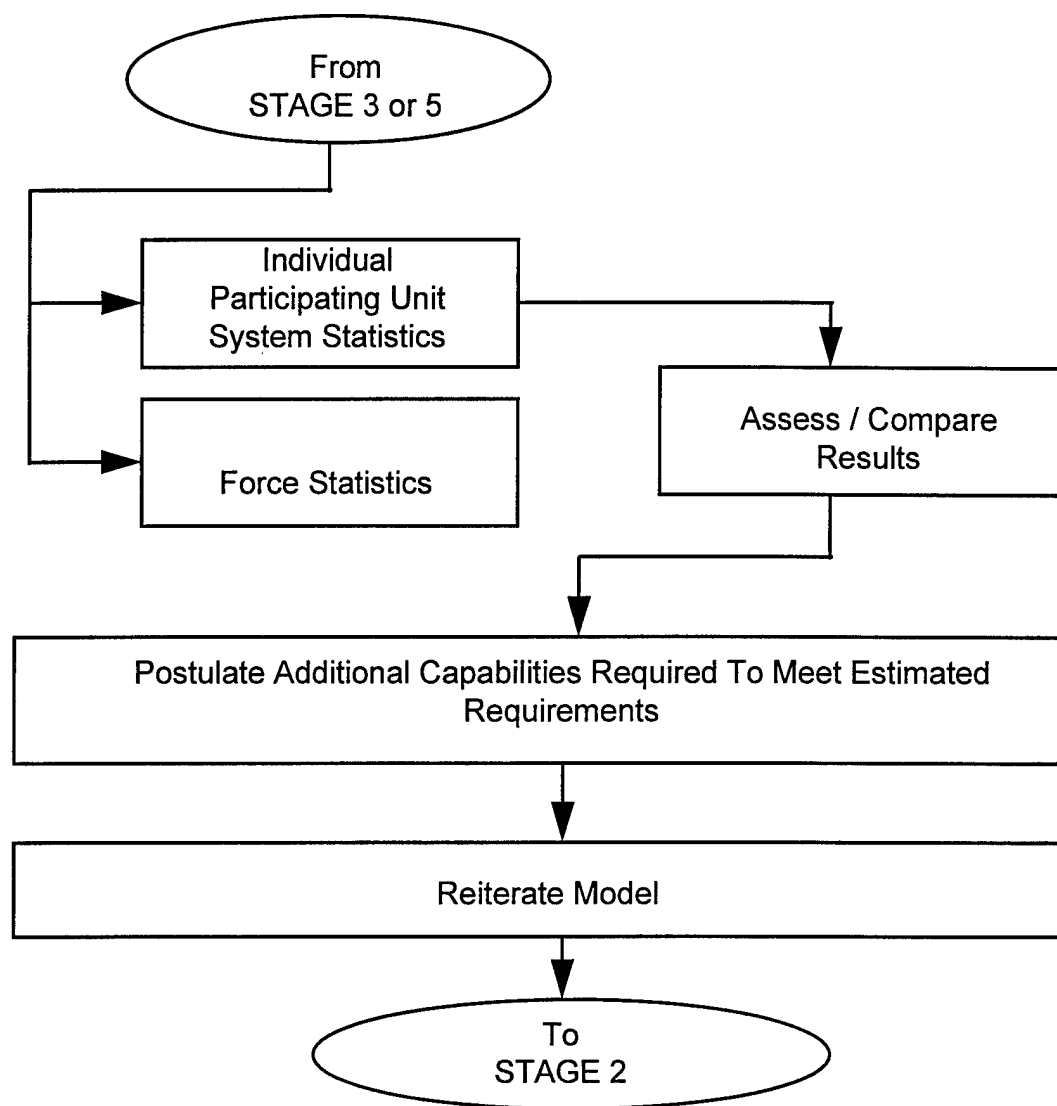 From
STAGE 3 or 5
Individual
Participating Unit
System Statistics
Assess / Compare
Results
Force Statistics
Postulate Additional Capabilities Required To Meet Estimated
Requirements
Reiterate Model
To
STAGE 2